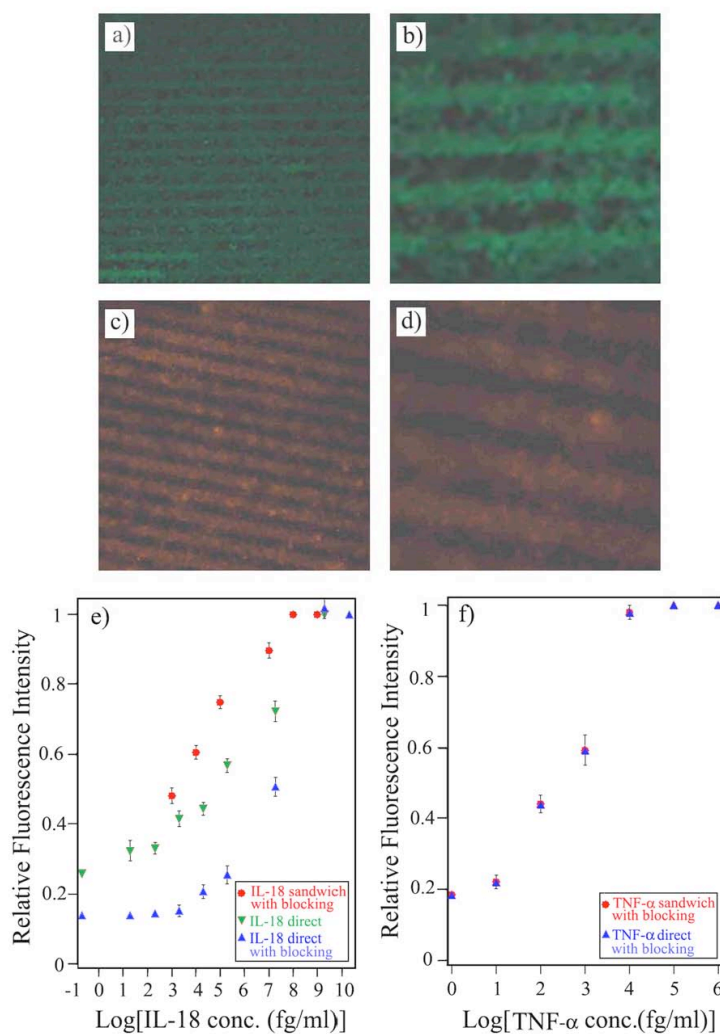 a)
b)
c)
d)
e)
Relative Fluorescence Intensity
1
0.8
0.6
0.4
0.2
0
-1 0 1 2 3 4 5 6 7 8 9 10
Log[IL-18 conc. (fg/ml)]
IL-18 sandwich
with blocking
IL-18 direct
IL-18 direct
with blocking
f)
Relative Fluorescence Intensity
1
0.8
0.6
0.4
0.2
0
0 1 2 3 4 5 6
Log[TNF-α conc.(fg/ml)]
TNF-α sandwich
with blocking
TNF-α direct
with blocking